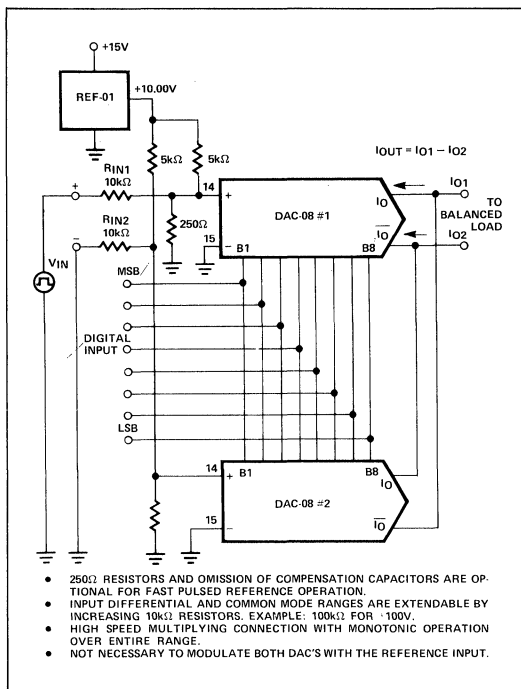 +15V
REF-01
+10.00V
5kΩ
5kΩ
IOUT = IO1 − IO2
RIN1
10kΩ
+
14
+
IO
IO1
TO
BALANCED
LOAD
DAC-08 #1
RIN2
10kΩ
250Ω
−
15
−
B1
B8
IO
IO2
VIN
MSB
DIGITAL
INPUT
LSB
14
+
B1
B8
IO
DAC-08 #2
15
−
IO
• 250Ω RESISTORS AND OMISSION OF COMPENSATION CAPACITORS ARE OP-
TIONAL FOR FAST PULSED REFERENCE OPERATION.
• INPUT DIFFERENTIAL AND COMMON MODE RANGES ARE EXTENDABLE BY
INCREASING 10kΩ RESISTORS. EXAMPLE: 100kΩ FOR 100V.
• HIGH SPEED MULTIPLYING CONNECTION WITH MONOTONIC OPERATION
OVER ENTIRE RANGE.
• NOT NECESSARY TO MODULATE BOTH DAC'S WITH THE REFERENCE INPUT.